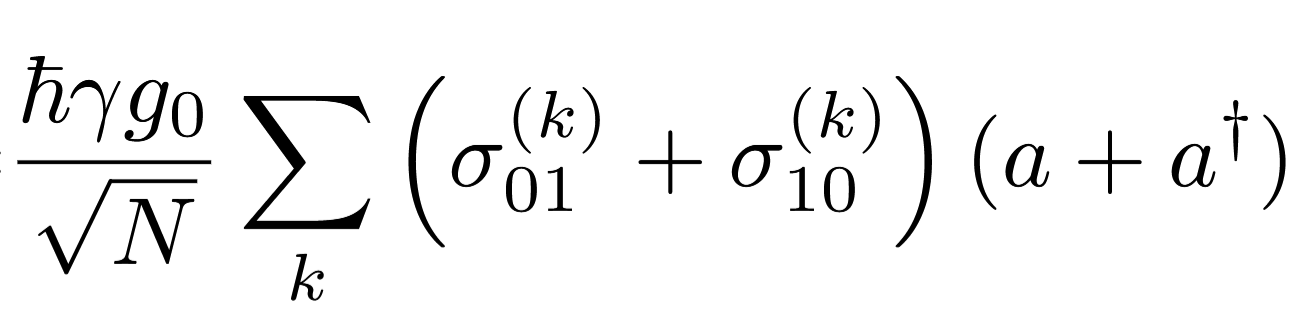 \frac{\hbar \gamma g_0}{\sqrt{N}} \sum_k \left( \sigma_{01}^{(k)} + \sigma_{10}^{(k)} \right) (a + a^\dagger)